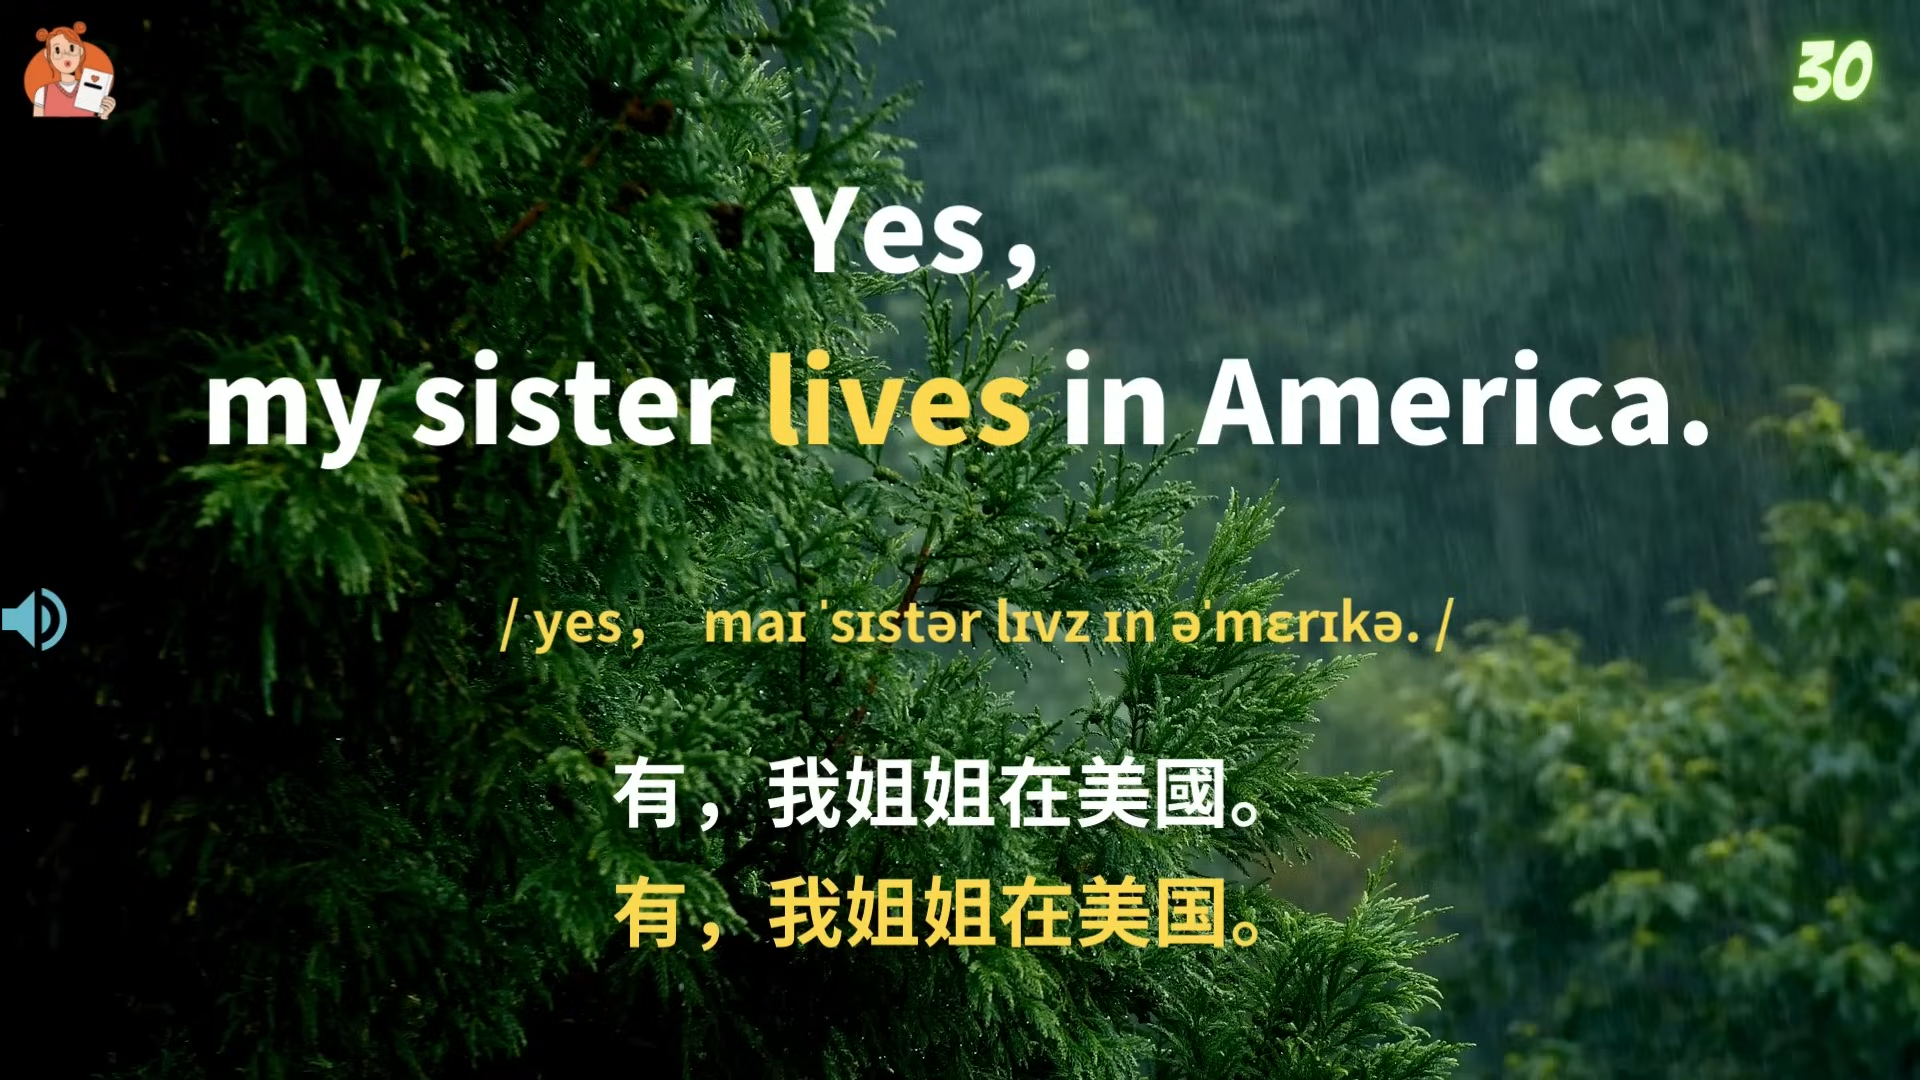 30
Yes，
my sister lives in America.
/ yes， maɪ ˈsɪstər lɪvz ɪn əˈmɛrɪkə. /
有，我姐姐在美國。
有，我姐姐在美国。